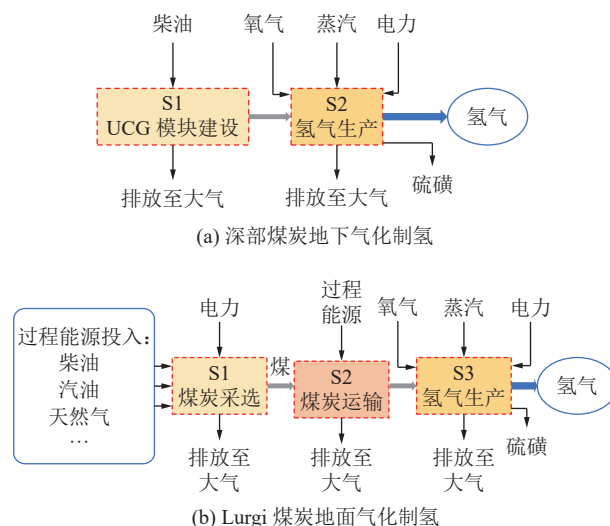 柴油
氧气
蒸汽
电力
S1
UCG 模块建设
S2
氢气生产
氢气
排放至大气
排放至大气
硫磺
(a) 深部煤炭地下气化制氢
过程能源投入：
柴油
汽油
天然气
…
电力
过程
能源
氧气
蒸汽
电力
S1
煤炭采选
煤
S2
煤炭运输
S3
氢气生产
氢气
排放至
大气
排放至
大气
排放至
大气
硫磺
(b) Lurgi 煤炭地面气化制氢